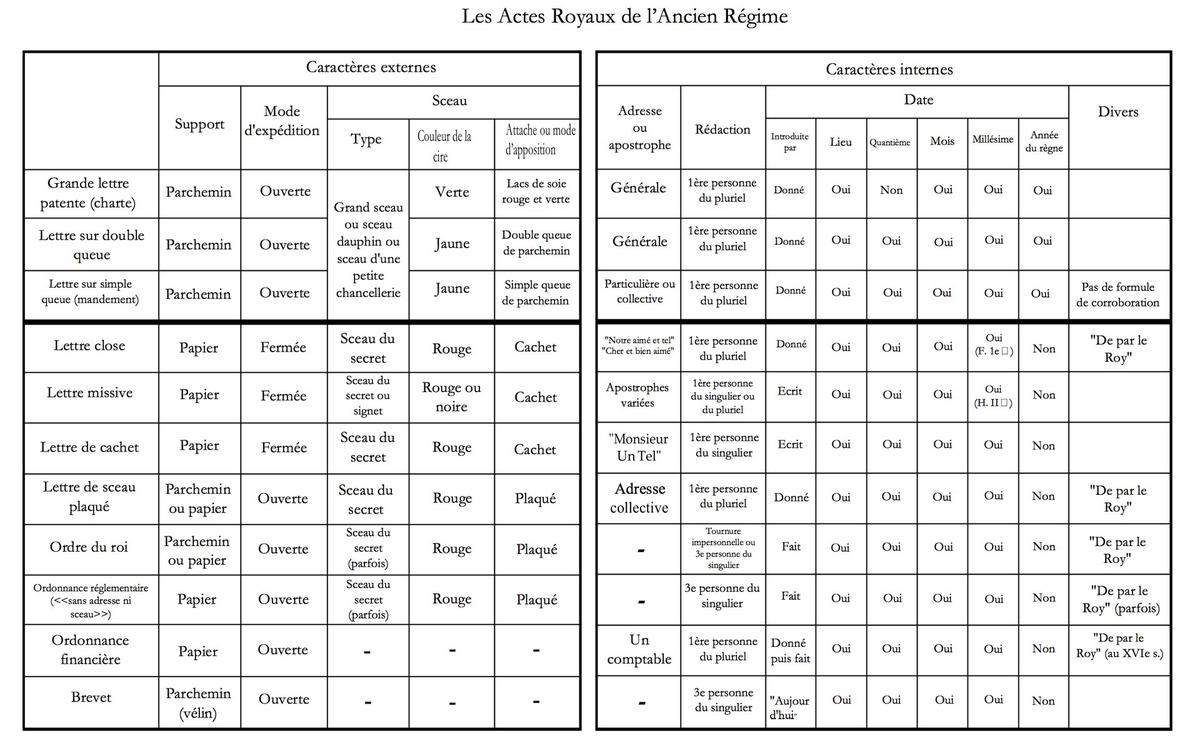 Les Actes Royaux de l'Ancien Régime
Caractères externes
Caractères internes
Support
Mode
d'expédition
Sceau
Type
Couleur de la
cire
Attache ou mode
d'apposition
Adresse
ou
apostrophe
Rédaction
Date
Introduite
par
Lieu
Quantième
Mois
Millésime
Année
du règne
Divers
Grande lettre
patente (charte)
Parchemin
Ouverte
Grand sceau
ou sceau
dauphin ou
sceau d'une
petite
chancellerie
Verte
Lacs de soie
rouge et verte
Générale
1ère personne
du pluriel
Donné
Oui
Non
Oui
Oui
Oui
Lettre sur double
queue
Parchemin
Ouverte
Jaune
Double queue
de parchemin
Générale
1ère personne
du pluriel
Donné
Oui
Oui
Oui
Oui
Oui
Lettre sur simple
queue (mandement)
Parchemin
Ouverte
Jaune
Simple queue
de parchemin
Particulière ou
collective
1ère personne
du pluriel
Donné
Oui
Oui
Oui
Oui
Oui
Pas de formule
de corroboration
Lettre close
Papier
Fermée
Sceau du
secret
Rouge
Cachet
"Notre aimé et tel"
"Cher et bien aimé"
1ère personne
du pluriel
Donné
Oui
Oui
Oui
Oui
(F. 1e □)
Non
"De par le
Roy"
Lettre missive
Papier
Fermée
Sceau du
secret ou
signet
Rouge ou
noire
Cachet
Apostrophes
variées
1ère personne
du singulier ou
du pluriel
Ecrit
Oui
Oui
Oui
Oui
(H. II □)
Non
Lettre de cachet
Papier
Fermée
Sceau du
secret
Rouge
Cachet
"Monsieur
Un Tel"
1ère personne
du singulier
Ecrit
Oui
Oui
Oui
Oui
Non
Lettre de sceau
plaqué
Parchemin
ou papier
Ouverte
Sceau du
secret
Rouge
Plaqué
Adresse
collective
1ère personne
du pluriel
Donné
Oui
Oui
Oui
Oui
Non
"De par le
Roy"
Ordre du roi
Parchemin
ou papier
Ouverte
Sceau du
secret
(parfois)
Rouge
Plaqué
-
Tournure
impersonnelle ou
3e personne du
singulier
Fait
Oui
Oui
Oui
Oui
Non
"De par le
Roy"
Ordonnance réglementaire
(<<sans adresse ni
sceau>>)
Papier
Ouverte
Sceau du
secret
(parfois)
Rouge
Plaqué
-
3e personne du
singulier
Fait
Oui
Oui
Oui
Oui
Non
"De par le
Roy" (parfois)
Ordonnance
financière
Papier
Ouverte
-
-
-
Un
comptable
1ère personne
du pluriel
Donné
puis fait
Oui
Oui
Oui
Oui
Non
"De par le
Roy" (au XVIe s.)
Brevet
Parchemin
(vélin)
Ouverte
-
-
-
-
3e personne
du singulier
"Aujour
d'hui-
Oui
Oui
Oui
Oui
Non